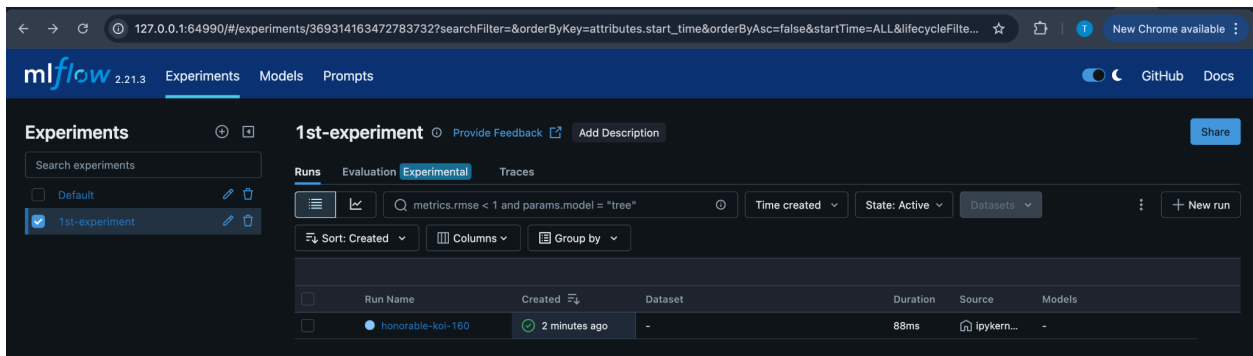 127.0.0.1:64990/#/experiments/369314163472783732?searchFilter=&orderByKey=attributes.start_time&orderByAsc=false&startTime=ALL&lifecycleFilte... T New Chrome available
mlflow 2.21.3 Experiments Models Prompts GitHub Docs
Experiments
Search experiments
Default
1st-experiment
1st-experiment Provide Feedback Add Description Share
Runs Evaluation Experimental Traces
metrics.rmse < 1 and params.model = "tree" Time created State: Active Datasets New run
Sort: Created Columns Group by
Run Name Created Dataset Duration Source Models
honorable-koi-160 2 minutes ago - 88ms ipykern... -